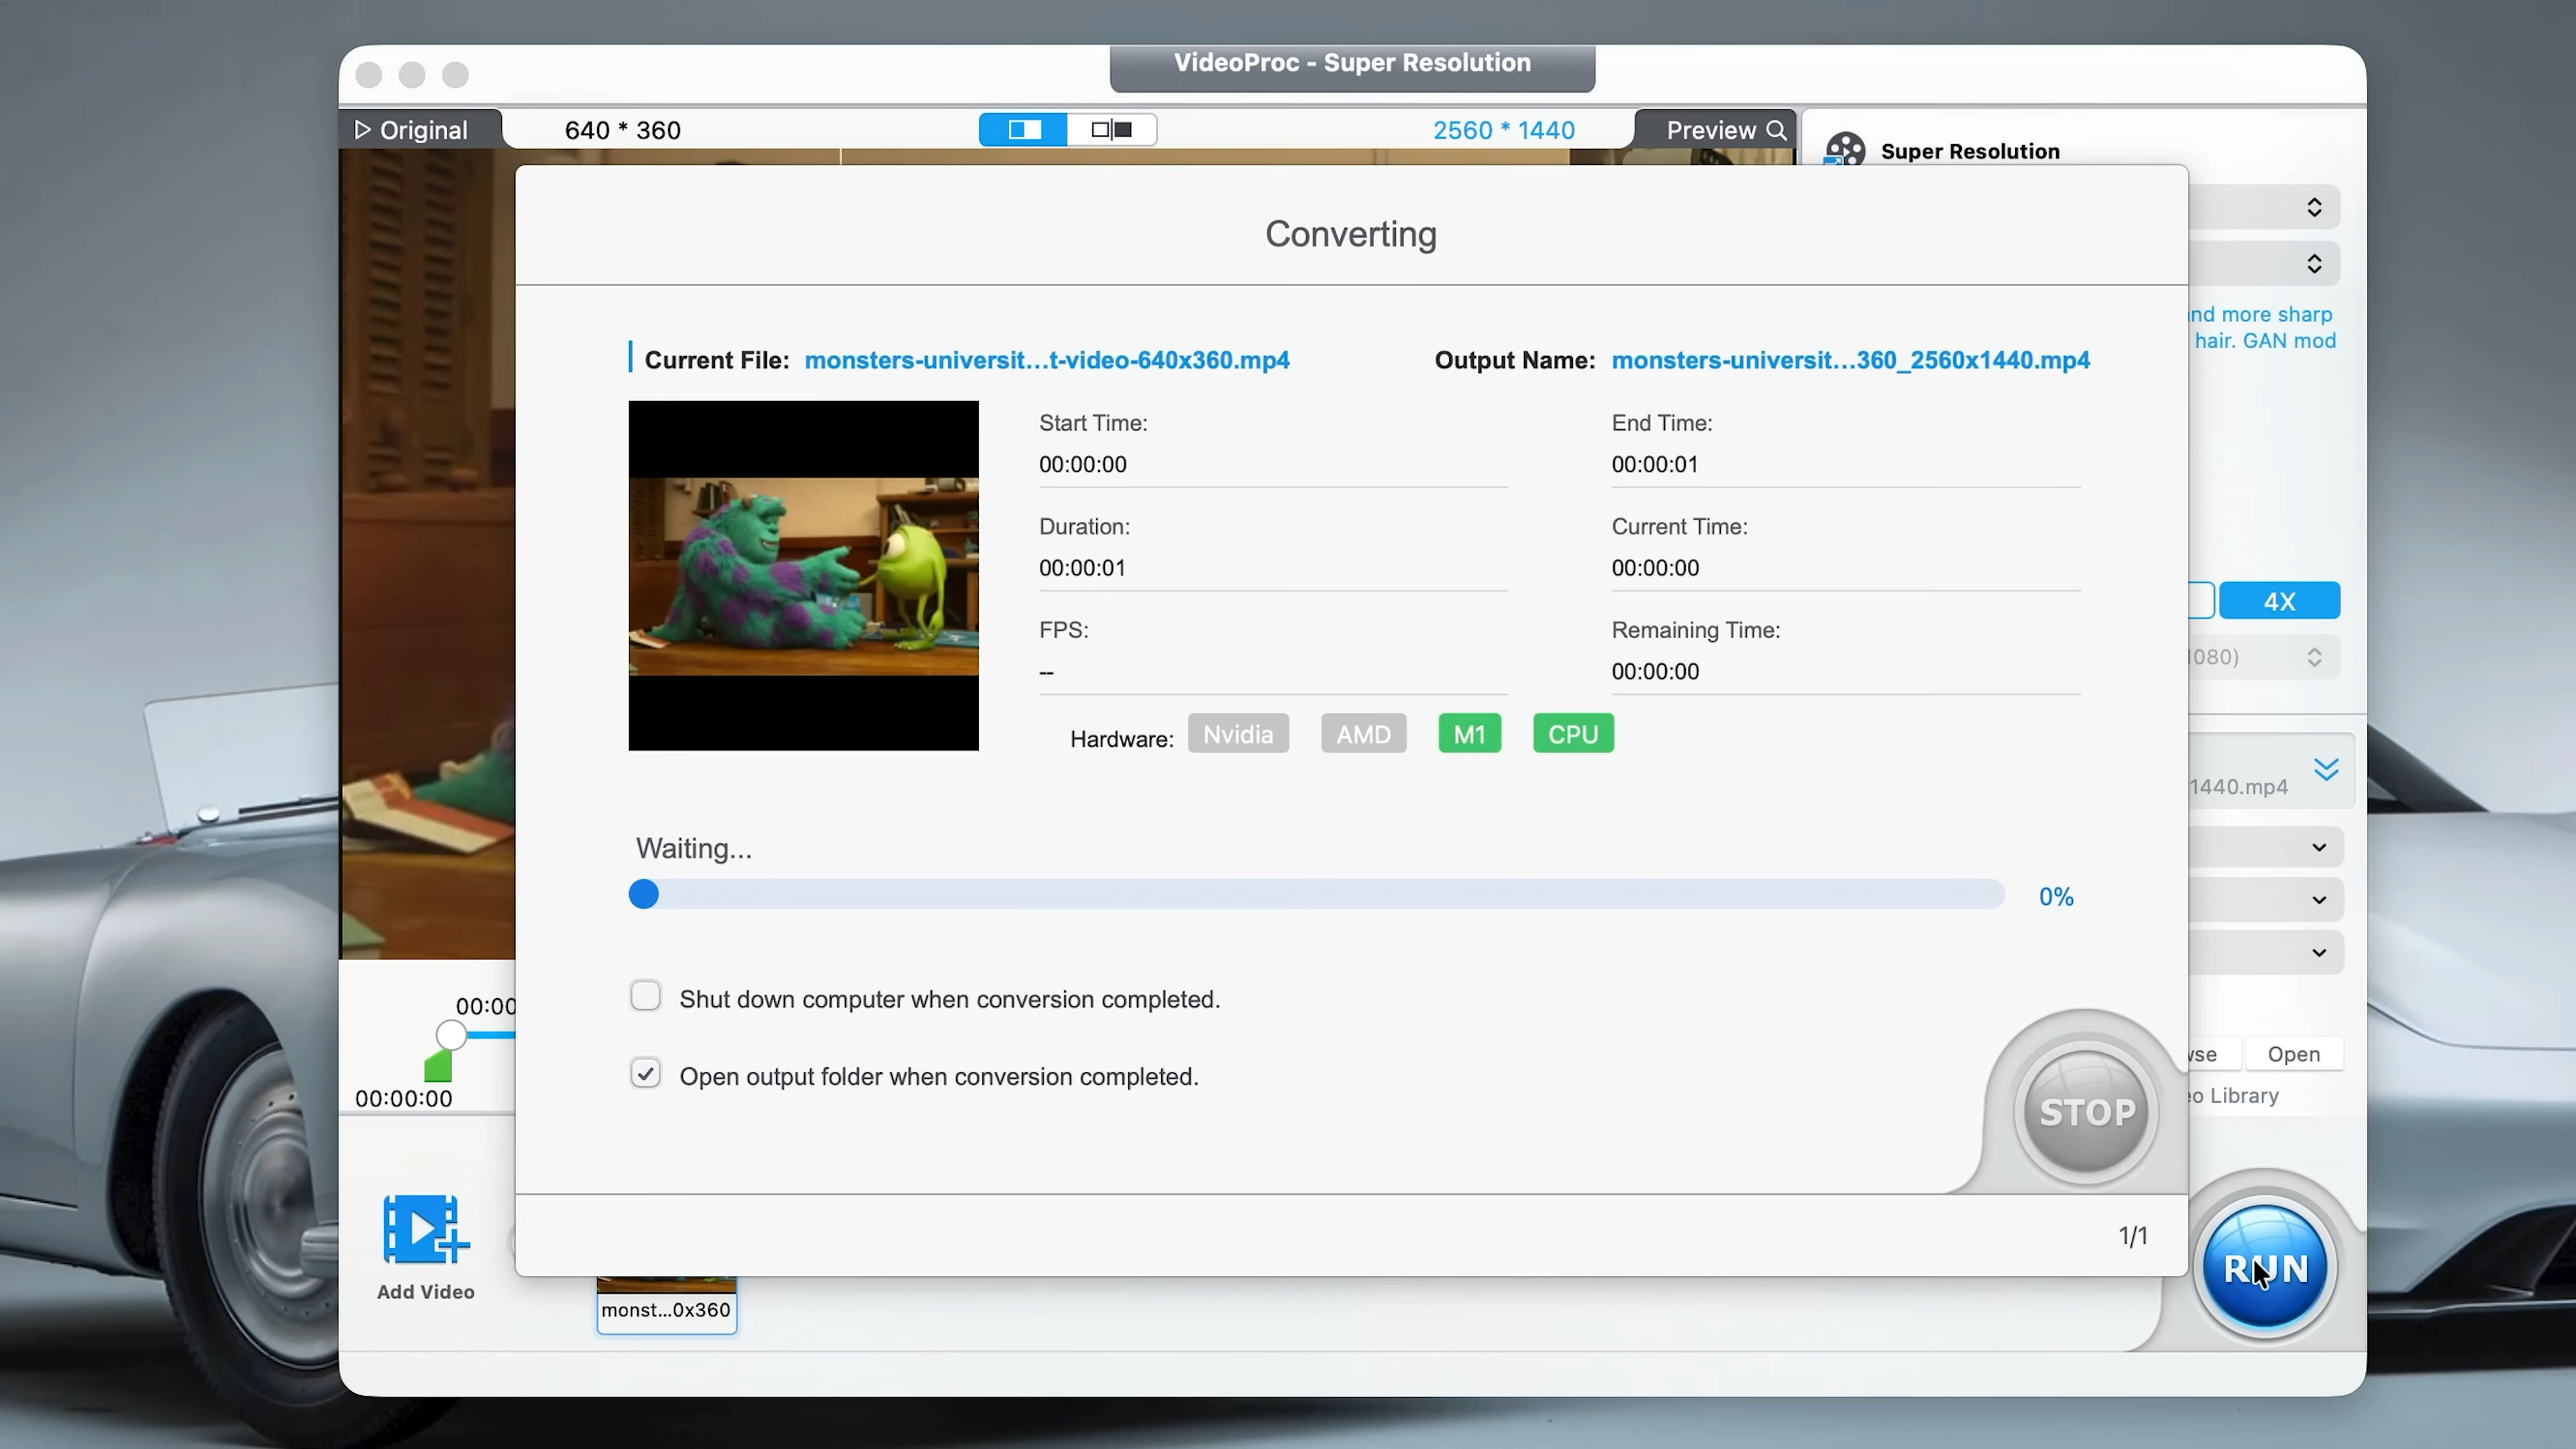 VideoProc - Super Resolution
Original
640 * 360
2560 * 1440
Preview
Super Resolution
Converting
nd more sharp
hair. GAN mod
Current File: monsters-universit...t-video-640x360.mp4
Output Name: monsters-universit...360_2560x1440.mp4
Start Time:
00:00:00
End Time:
00:00:01
Duration:
00:00:01
Current Time:
00:00:00
FPS:
--
Remaining Time:
00:00:00
4X
1080)
Hardware: Nvidia AMD M1 CPU
1440.mp4
Waiting...
0%
Shut down computer when conversion completed.
Open output folder when conversion completed.
00:00
00:00:00
wse
Open
eo Library
STOP
1/1
RUN
Add Video
monst...0x360